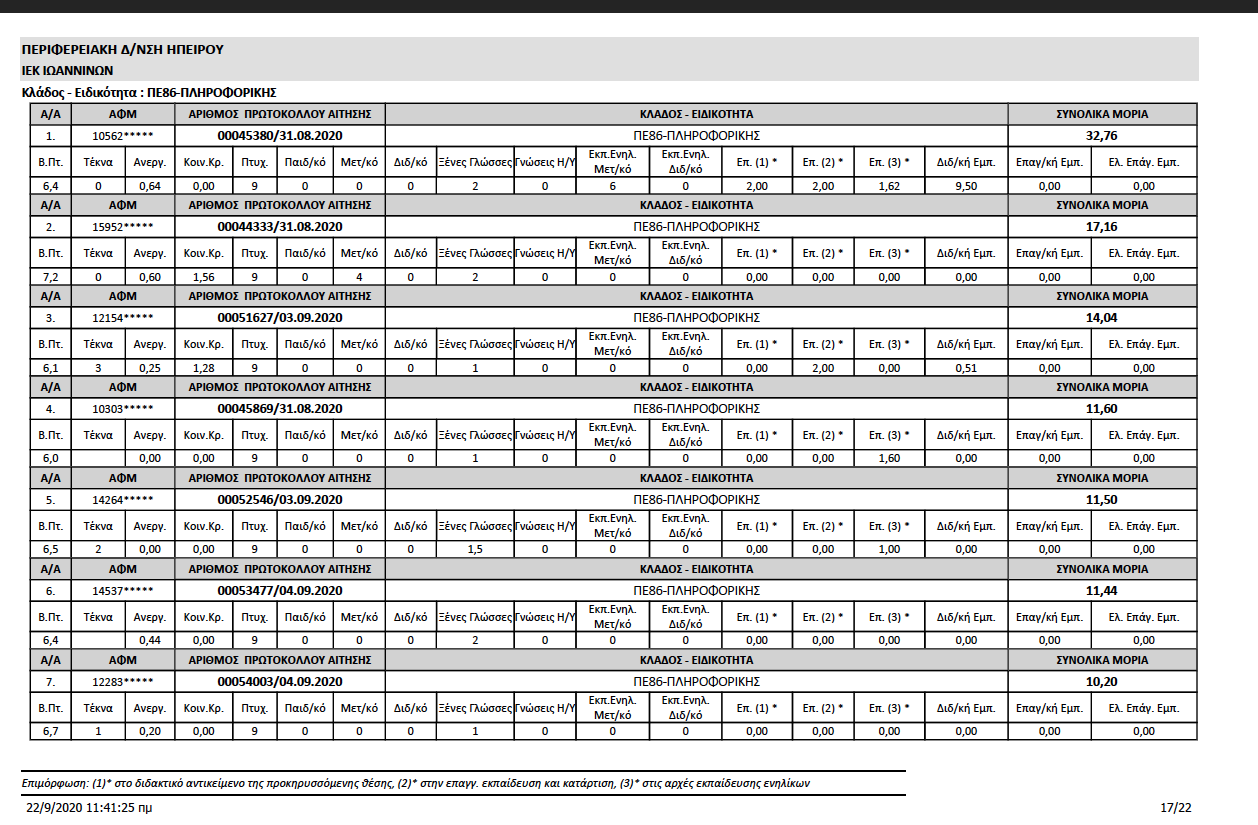 ΠΕΡΙΦΕΡΕΙΑΚΗ Δ/ΝΣΗ ΗΠΕΙΡΟΥ
ΙΕΚ ΙΩΑΝΝΙΝΩΝ
Κλάδος - Ειδικότητα : ΠΕ86-ΠΛΗΡΟΦΟΡΙΚΗΣ
Α/Α ΑΦΜ ΑΡΙΘΜΟΣ ΠΡΩΤΟΚΟΛΛΟΥ ΑΙΤΗΣΗΣ ΚΛΑΔΟΣ - ΕΙΔΙΚΟΤΗΤΑ ΣΥΝΟΛΙΚΑ ΜΟΡΙΑ
1. 10562***** 00045380/31.08.2020 ΠΕ86-ΠΛΗΡΟΦΟΡΙΚΗΣ 32,76
Β.Πτ. Τέκνα Ανεργ. Κοιν.Κρ. Πτυχ. Παιδ/κό Μετ/κό Διδ/κό Ξένες Γλώσσες Γνώσεις Η/Υ Εκπ.Ενηλ. Μετ/κό Εκπ.Ενηλ. Διδ/κό Επ. (1) * Επ. (2) * Επ. (3) * Διδ/κή Εμπ. Επαγ/κή Εμπ. Ελ. Επάγ. Εμπ.
6,4 0 0,64 0,00 9 0 0 0 2 0 6 0 2,00 2,00 1,62 9,50 0,00 0,00
Α/Α ΑΦΜ ΑΡΙΘΜΟΣ ΠΡΩΤΟΚΟΛΛΟΥ ΑΙΤΗΣΗΣ ΚΛΑΔΟΣ - ΕΙΔΙΚΟΤΗΤΑ ΣΥΝΟΛΙΚΑ ΜΟΡΙΑ
2. 15952***** 00044333/31.08.2020 ΠΕ86-ΠΛΗΡΟΦΟΡΙΚΗΣ 17,16
Β.Πτ. Τέκνα Ανεργ. Κοιν.Κρ. Πτυχ. Παιδ/κό Μετ/κό Διδ/κό Ξένες Γλώσσες Γνώσεις Η/Υ Εκπ.Ενηλ. Μετ/κό Εκπ.Ενηλ. Διδ/κό Επ. (1) * Επ. (2) * Επ. (3) * Διδ/κή Εμπ. Επαγ/κή Εμπ. Ελ. Επάγ. Εμπ.
7,2 0 0,60 1,56 9 0 4 0 2 0 0 0 0,00 0,00 0,00 0,00 0,00 0,00
Α/Α ΑΦΜ ΑΡΙΘΜΟΣ ΠΡΩΤΟΚΟΛΛΟΥ ΑΙΤΗΣΗΣ ΚΛΑΔΟΣ - ΕΙΔΙΚΟΤΗΤΑ ΣΥΝΟΛΙΚΑ ΜΟΡΙΑ
3. 12154***** 00051627/03.09.2020 ΠΕ86-ΠΛΗΡΟΦΟΡΙΚΗΣ 14,04
Β.Πτ. Τέκνα Ανεργ. Κοιν.Κρ. Πτυχ. Παιδ/κό Μετ/κό Διδ/κό Ξένες Γλώσσες Γνώσεις Η/Υ Εκπ.Ενηλ. Μετ/κό Εκπ.Ενηλ. Διδ/κό Επ. (1) * Επ. (2) * Επ. (3) * Διδ/κή Εμπ. Επαγ/κή Εμπ. Ελ. Επάγ. Εμπ.
6,1 3 0,25 1,28 9 0 0 0 1 0 0 0 0,00 2,00 0,00 0,51 0,00 0,00
Α/Α ΑΦΜ ΑΡΙΘΜΟΣ ΠΡΩΤΟΚΟΛΛΟΥ ΑΙΤΗΣΗΣ ΚΛΑΔΟΣ - ΕΙΔΙΚΟΤΗΤΑ ΣΥΝΟΛΙΚΑ ΜΟΡΙΑ
4. 10303***** 00045869/31.08.2020 ΠΕ86-ΠΛΗΡΟΦΟΡΙΚΗΣ 11,60
Β.Πτ. Τέκνα Ανεργ. Κοιν.Κρ. Πτυχ. Παιδ/κό Μετ/κό Διδ/κό Ξένες Γλώσσες Γνώσεις Η/Υ Εκπ.Ενηλ. Μετ/κό Εκπ.Ενηλ. Διδ/κό Επ. (1) * Επ. (2) * Επ. (3) * Διδ/κή Εμπ. Επαγ/κή Εμπ. Ελ. Επάγ. Εμπ.
6,0 0,00 0,00 9 0 0 0 1 0 0 0 0,00 0,00 1,60 0,00 0,00 0,00
Α/Α ΑΦΜ ΑΡΙΘΜΟΣ ΠΡΩΤΟΚΟΛΛΟΥ ΑΙΤΗΣΗΣ ΚΛΑΔΟΣ - ΕΙΔΙΚΟΤΗΤΑ ΣΥΝΟΛΙΚΑ ΜΟΡΙΑ
5. 14264***** 00052546/03.09.2020 ΠΕ86-ΠΛΗΡΟΦΟΡΙΚΗΣ 11,50
Β.Πτ. Τέκνα Ανεργ. Κοιν.Κρ. Πτυχ. Παιδ/κό Μετ/κό Διδ/κό Ξένες Γλώσσες Γνώσεις Η/Υ Εκπ.Ενηλ. Μετ/κό Εκπ.Ενηλ. Διδ/κό Επ. (1) * Επ. (2) * Επ. (3) * Διδ/κή Εμπ. Επαγ/κή Εμπ. Ελ. Επάγ. Εμπ.
6,5 2 0,00 0,00 9 0 0 0 1,5 0 0 0 0,00 0,00 1,00 0,00 0,00 0,00
Α/Α ΑΦΜ ΑΡΙΘΜΟΣ ΠΡΩΤΟΚΟΛΛΟΥ ΑΙΤΗΣΗΣ ΚΛΑΔΟΣ - ΕΙΔΙΚΟΤΗΤΑ ΣΥΝΟΛΙΚΑ ΜΟΡΙΑ
6. 14537***** 00053477/04.09.2020 ΠΕ86-ΠΛΗΡΟΦΟΡΙΚΗΣ 11,44
Β.Πτ. Τέκνα Ανεργ. Κοιν.Κρ. Πτυχ. Παιδ/κό Μετ/κό Διδ/κό Ξένες Γλώσσες Γνώσεις Η/Υ Εκπ.Ενηλ. Μετ/κό Εκπ.Ενηλ. Διδ/κό Επ. (1) * Επ. (2) * Επ. (3) * Διδ/κή Εμπ. Επαγ/κή Εμπ. Ελ. Επάγ. Εμπ.
6,4 0,44 0,00 9 0 0 0 2 0 0 0 0,00 0,00 0,00 0,00 0,00 0,00
Α/Α ΑΦΜ ΑΡΙΘΜΟΣ ΠΡΩΤΟΚΟΛΛΟΥ ΑΙΤΗΣΗΣ ΚΛΑΔΟΣ - ΕΙΔΙΚΟΤΗΤΑ ΣΥΝΟΛΙΚΑ ΜΟΡΙΑ
7. 12283***** 00054003/04.09.2020 ΠΕ86-ΠΛΗΡΟΦΟΡΙΚΗΣ 10,20
Β.Πτ. Τέκνα Ανεργ. Κοιν.Κρ. Πτυχ. Παιδ/κό Μετ/κό Διδ/κό Ξένες Γλώσσες Γνώσεις Η/Υ Εκπ.Ενηλ. Μετ/κό Εκπ.Ενηλ. Διδ/κό Επ. (1) * Επ. (2) * Επ. (3) * Διδ/κή Εμπ. Επαγ/κή Εμπ. Ελ. Επάγ. Εμπ.
6,7 1 0,20 0,00 9 0 0 0 1 0 0 0 0,00 0,00 0,00 0,00 0,00 0,00
Επιμόρφωση: (1)* στο διδακτικό αντικείμενο της προκηρυσσόμενης θέσης, (2)* στην επαγγ. εκπαίδευση και κατάρτιση, (3)* στις αρχές εκπαίδευσης ενηλίκων
22/9/2020 11:41:25 πμ 17/22